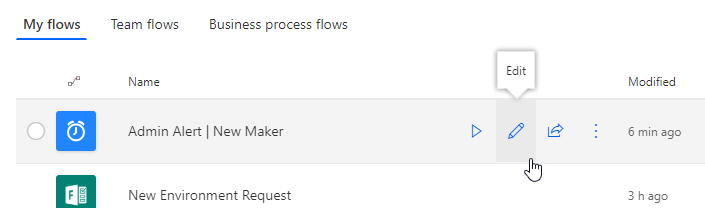 My flows Team flows Business process flows
Edit
Name Modified
Admin Alert | New Maker 6 min ago
New Environment Request 3 h ago